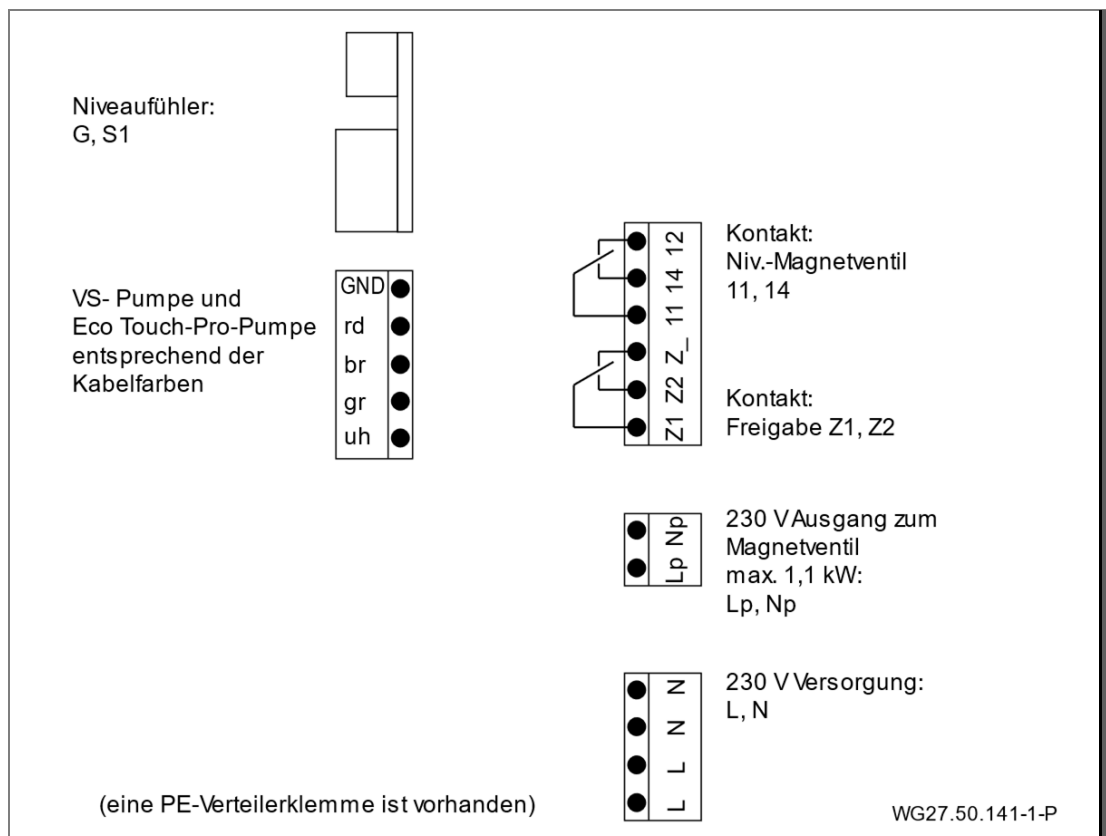 Niveaufühler:
G, S1
VS- Pumpe und
Eco Touch-Pro-Pumpe
entsprechend der
Kabelfarben
GND
rd
br
gr
uh
12
14
11
Z_
Z2
Z1
Kontakt:
Niv.-Magnetventil
11, 14
Kontakt:
Freigabe Z1, Z2
Np
Lp
230 V Ausgang zum
Magnetventil
max. 1,1 kW:
Lp, Np
N
N
L
L
230 V Versorgung:
L, N
(eine PE-Verteilerklemme ist vorhanden)
WG27.50.141-1-P